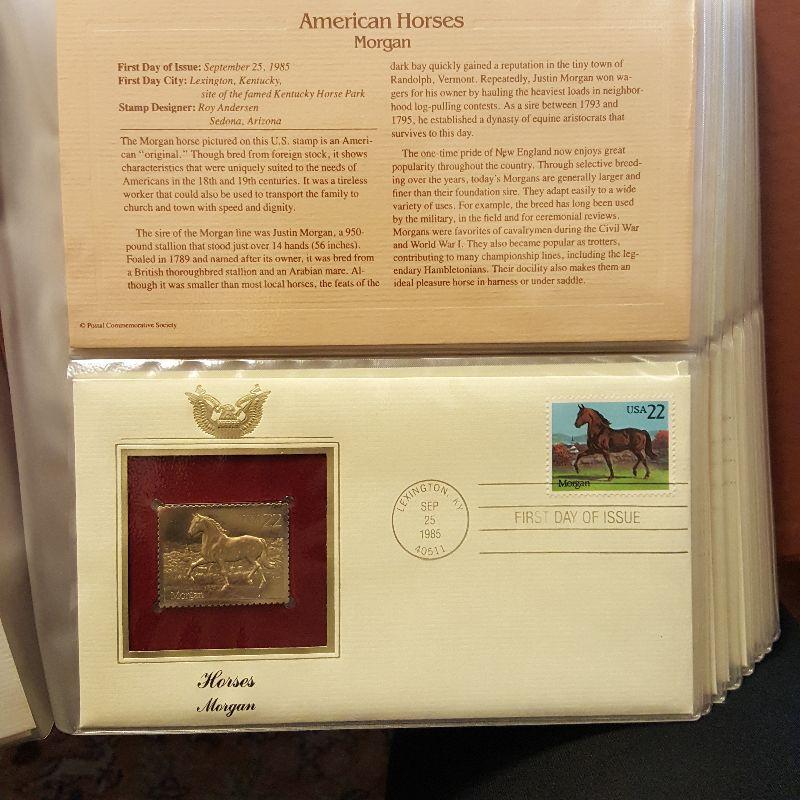 American Horses
Morgan
First Day of Issue: September 25, 1985
First Day City: Lexington, Kentucky,
site of the famed Kentucky Horse Park
Stamp Designer: Roy Andersen
Sedona, Arizona
The Morgan horse pictured on this U.S. stamp is an Ameri-
can "original." Though bred from foreign stock, it shows
characteristics that were uniquely suited to the needs of
Americans in the 18th and 19th centuries. It was a tireless
worker that could also be used to transport the family to
church and town with speed and dignity.
The sire of the Morgan line was Justin Morgan, a 950-
pound stallion that stood just over 14 hands (56 inches).
Foaled in 1789 and named after its owner, it was bred from
a British thoroughbred stallion and an Arabian mare. Al-
though it was smaller than most local horses, the feats of the
dark bay quickly gained a reputation in the tiny town of
Randolph, Vermont. Repeatedly, Justin Morgan won wa-
gers for his owner by hauling the heaviest loads in neighbor-
hood log-pulling contests. As a sire between 1793 and
1795, he established a dynasty of equine aristocrats that
survives to this day.
The one-time pride of New England now enjoys great
popularity throughout the country. Through selective breed-
ing over the years, today's Morgans are generally larger and
finer than their foundation sire. They adapt easily to a wide
variety of uses. For example, the breed has long been used
by the military, in the field and for ceremonial reviews.
Morgans were favorites of cavalrymen during the Civil War
and World War I. They also became popular as trotters,
contributing to many championship lines, including the leg-
endary Hambletonians. Their docility also makes them an
ideal pleasure horse in harness or under saddle.
© Postal Commemorative Society
USA 22
Morgan
LEXINGTON, KY
SEP
25
1985
40511
FIRST DAY OF ISSUE
22
Morgan
Horses
Morgan